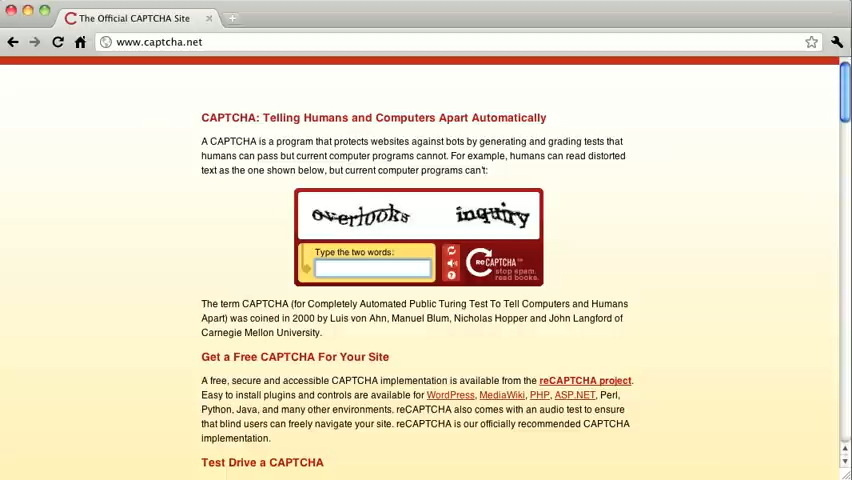 The Official CAPTCHA Site
www.captcha.net
CAPTCHA: Telling Humans and Computers Apart Automatically
A CAPTCHA is a program that protects websites against bots by generating and grading tests that
humans can pass but current computer programs cannot. For example, humans can read distorted
text as the one shown below, but current computer programs can't:
overlooks inquiry
Type the two words:
reCAPTCHA™
stop spam.
read books.
The term CAPTCHA (for Completely Automated Public Turing Test To Tell Computers and Humans
Apart) was coined in 2000 by Luis von Ahn, Manuel Blum, Nicholas Hopper and John Langford of
Carnegie Mellon University.
Get a Free CAPTCHA For Your Site
A free, secure and accessible CAPTCHA implementation is available from the reCAPTCHA project.
Easy to install plugins and controls are available for WordPress, MediaWiki, PHP, ASP.NET, Perl,
Python, Java, and many other environments. reCAPTCHA also comes with an audio test to ensure
that blind users can freely navigate your site. reCAPTCHA is our officially recommended CAPTCHA
implementation.
Test Drive a CAPTCHA